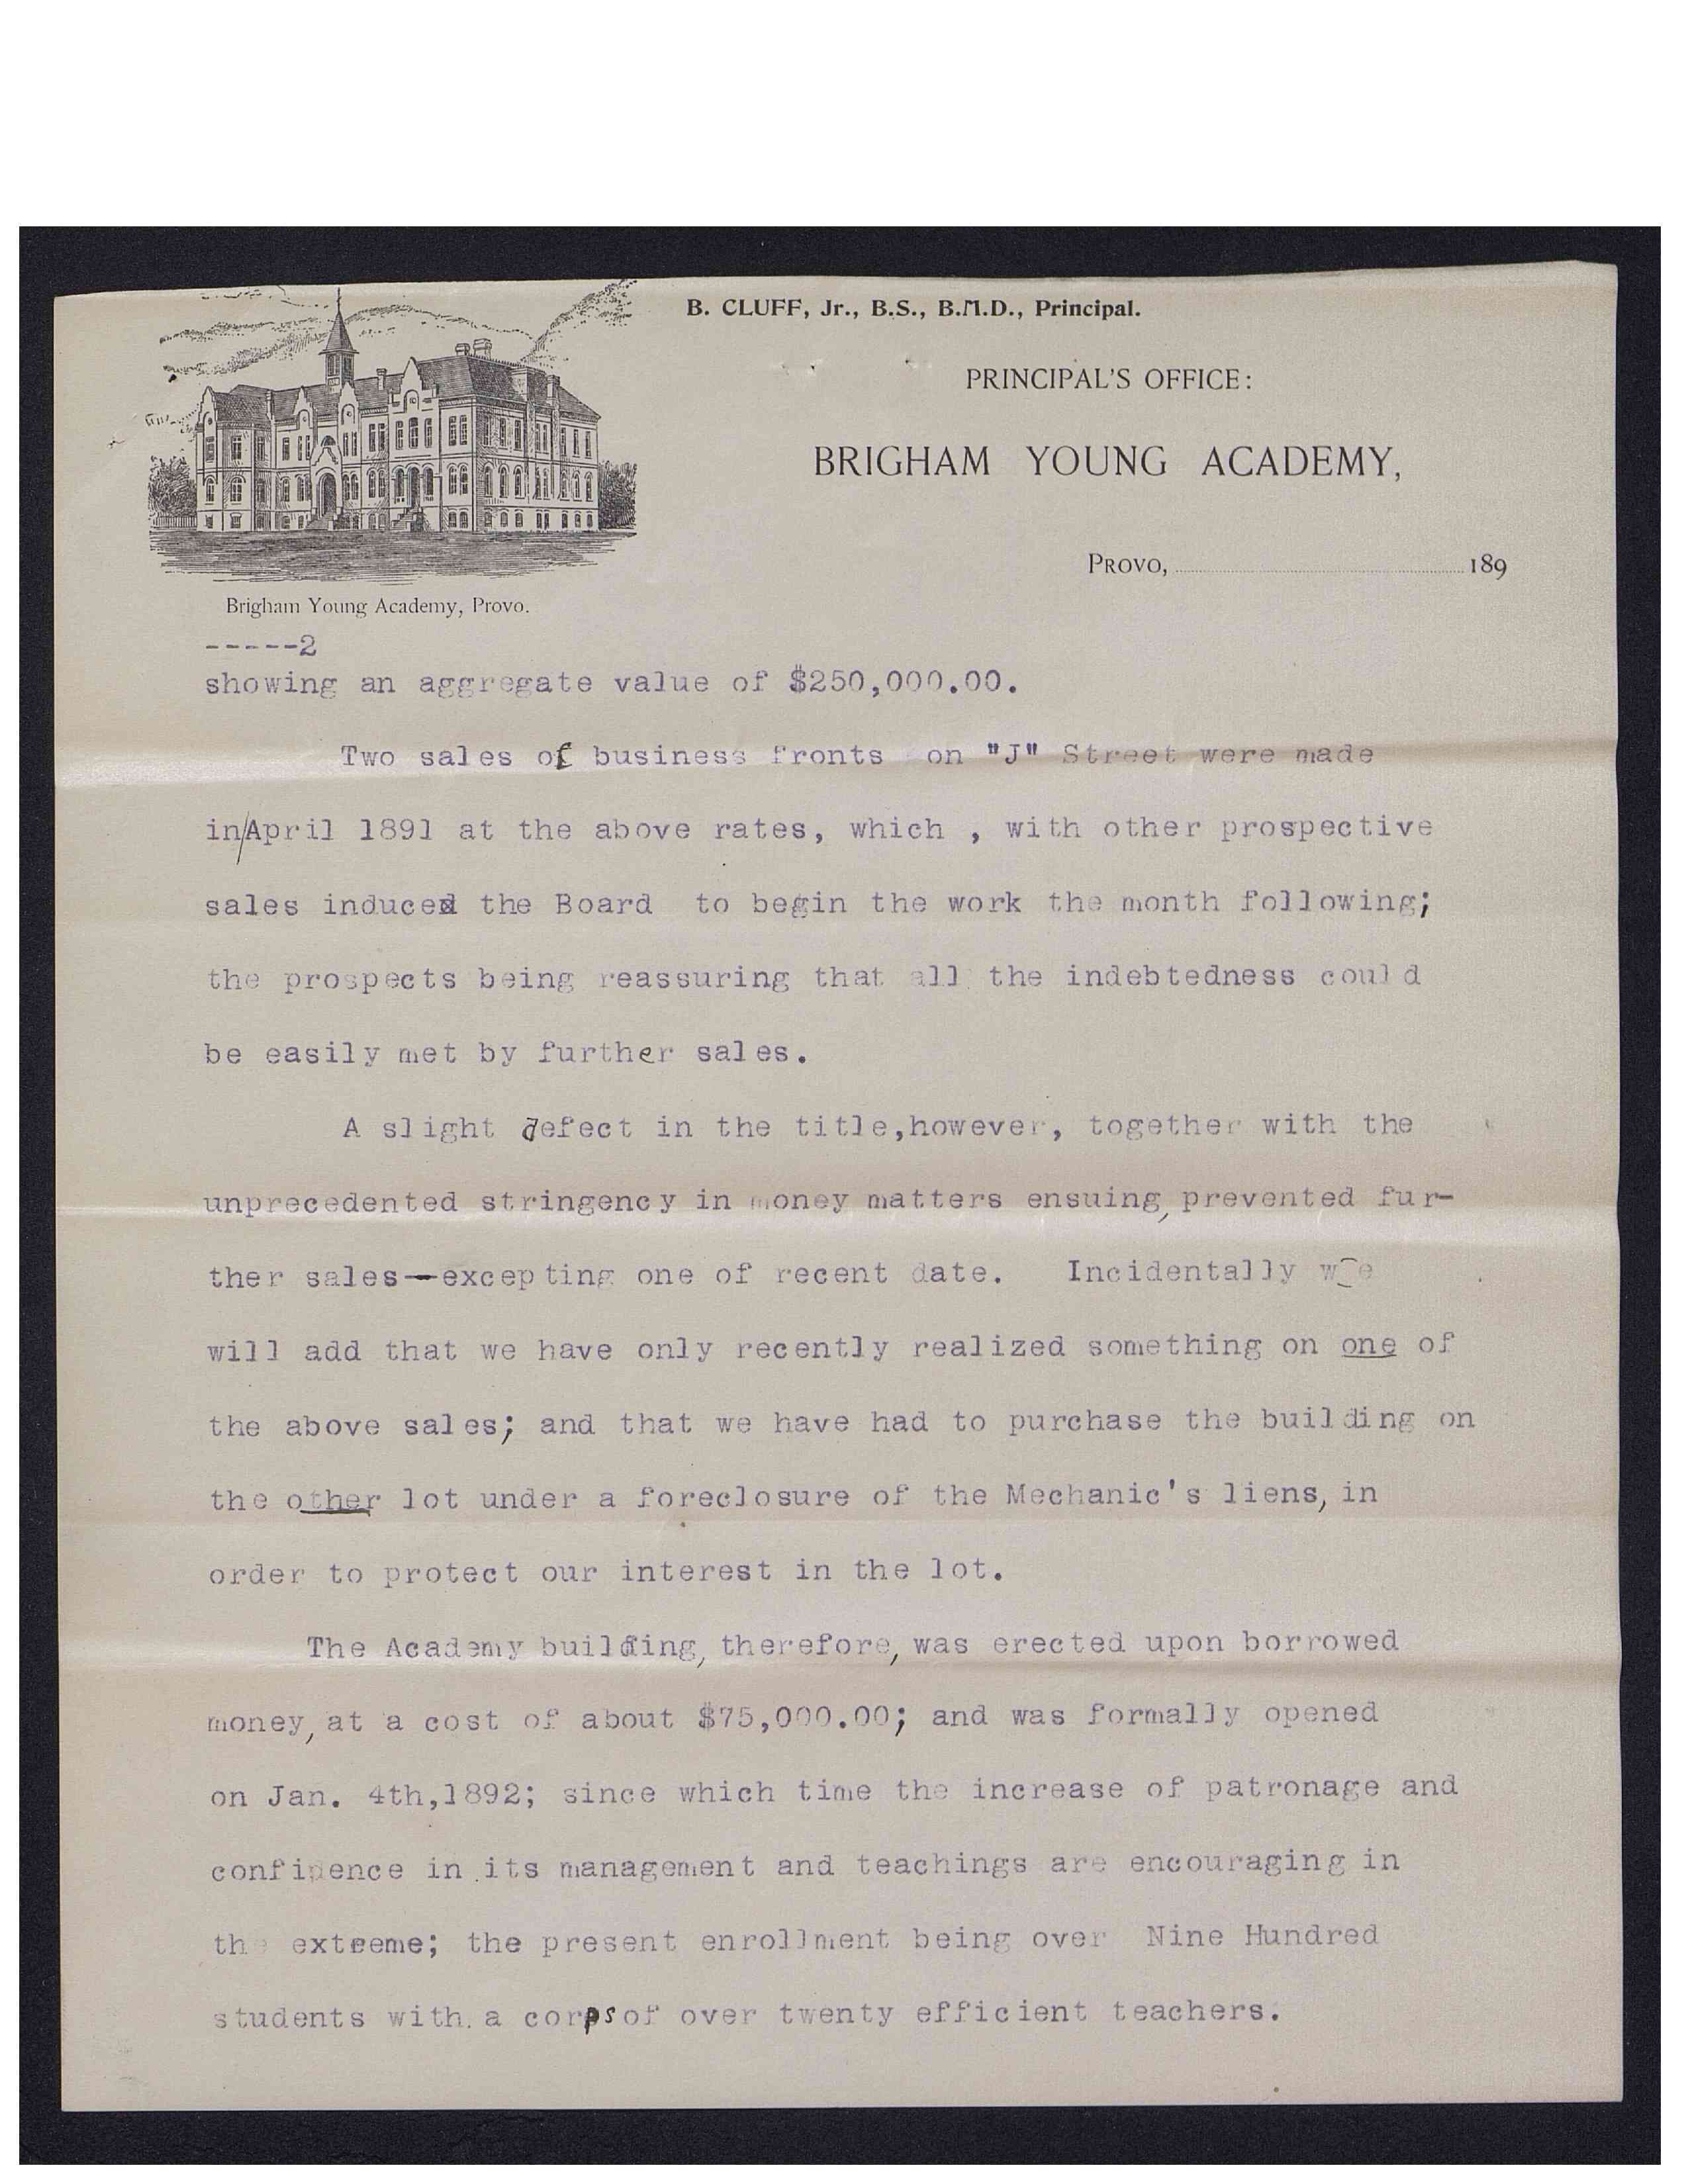 B. CLUFF, Jr., B.S., B.M.D., Principal.
PRINCIPAL'S OFFICE:
BRIGHAM YOUNG ACADEMY,
PROVO, 189
Brigham Young Academy, Provo.
-----2
showing an aggregate value of $250,000.00.
Two sales of business fronts on "J" Street were made
in/April 1891 at the above rates, which , with other prospective
sales induced the Board to begin the work the month following;
the prospects being reassuring that all the indebtedness could
be easily met by further sales.
A slight defect in the title,however, together with the
unprecedented stringency in money matters ensuing, prevented fur-
ther sales—excepting one of recent date. Incidentally we
will add that we have only recently realized something on one of
the above sales; and that we have had to purchase the building on
the other lot under a foreclosure of the Mechanic's liens, in
order to protect our interest in the lot.
The Academy building, therefore, was erected upon borrowed
money, at a cost of about $75,000.00; and was formally opened
on Jan. 4th,1892; since which time the increase of patronage and
confidence in its management and teachings are encouraging in
the exteeme; the present enrollment being over Nine Hundred
students with a corps of over twenty efficient teachers.